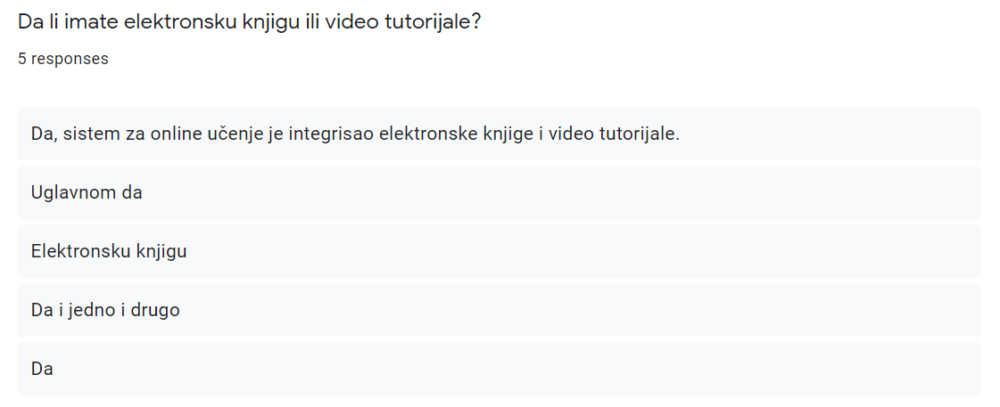 Da li imate elektronsku knjigu ili video tutorijale?
5 responses
Da, sistem za online učenje je integrisao elektronske knjige i video tutorijale.
Uglavnom da
Elektronsku knjigu
Da i jedno i drugo
Da